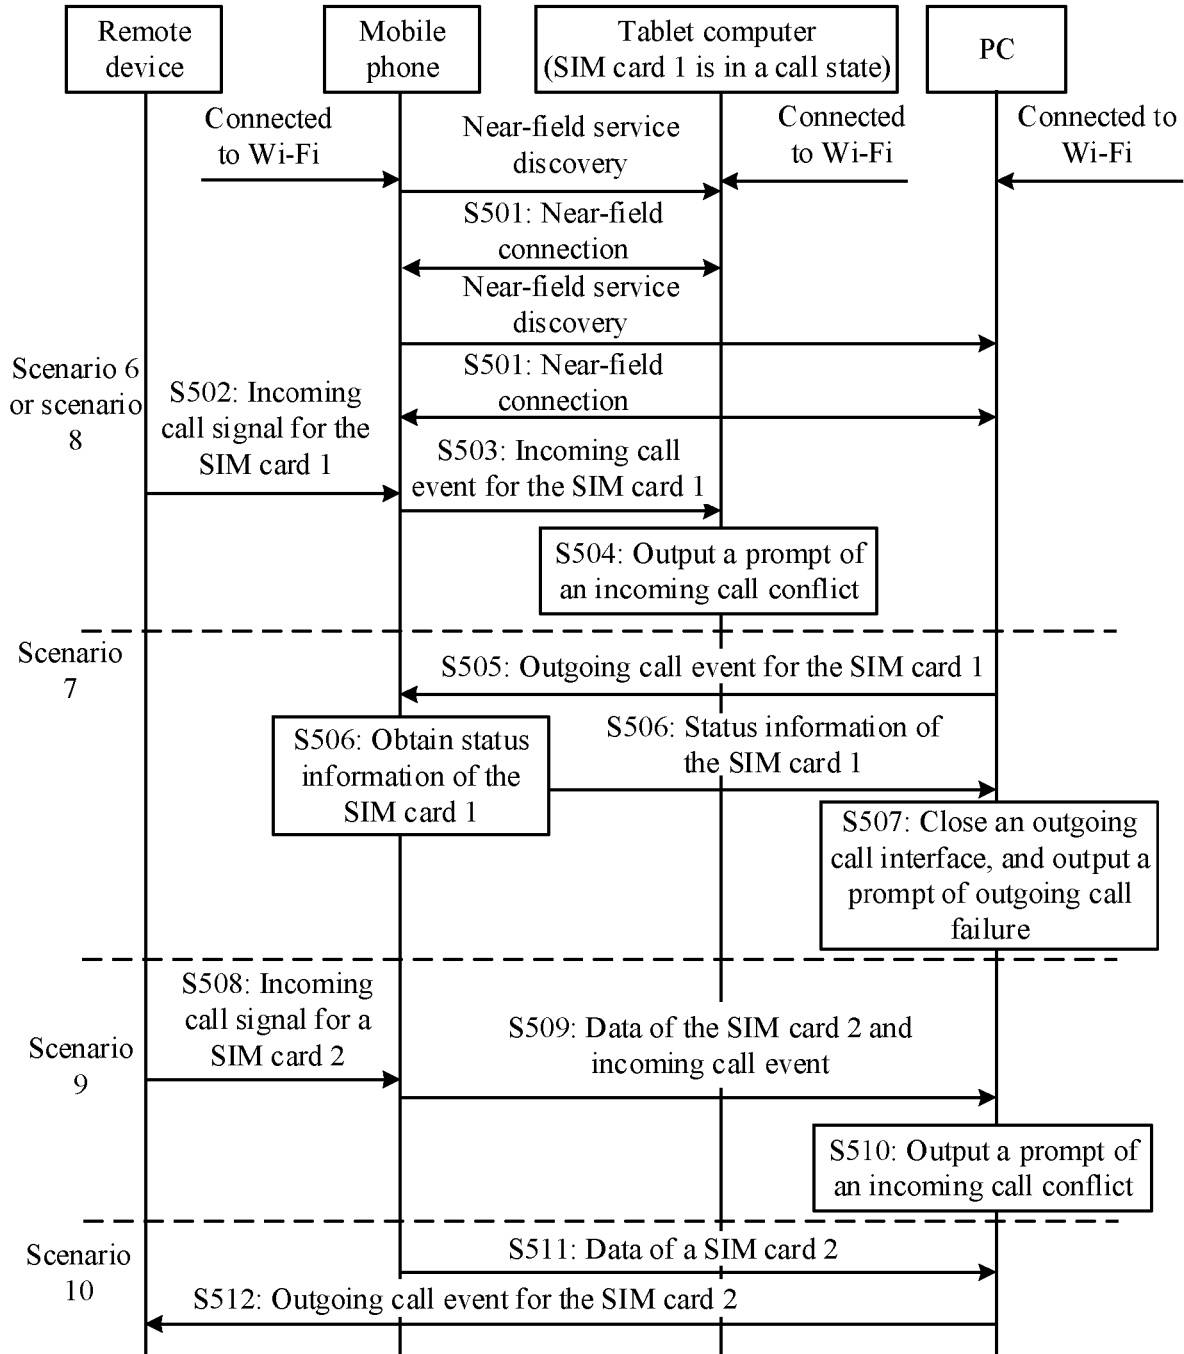 Remote
device
Mobile
phone
Tablet computer
(SIM card 1 is in a call state)
PC
Connected
to Wi-Fi
Near-field service
discovery
Connected
to Wi-Fi
Connected to
Wi-Fi
S501: Near-field
connection
Near-field service
discovery
S501: Near-field
connection
Scenario 6
or scenario
8
S502: Incoming
call signal for the
SIM card 1
S503: Incoming call
event for the SIM card 1
S504: Output a prompt of
an incoming call conflict
Scenario
7
S505: Outgoing call event for the SIM card 1
S506: Obtain status
information of the
SIM card 1
S506: Status information of
the SIM card 1
S507: Close an outgoing
call interface, and output a
prompt of outgoing call
failure
Scenario
9
S508: Incoming
call signal for a
SIM card 2
S509: Data of the SIM card 2 and
incoming call event
S510: Output a prompt of
an incoming call conflict
Scenario
10
S511: Data of a SIM card 2
S512: Outgoing call event for the SIM card 2